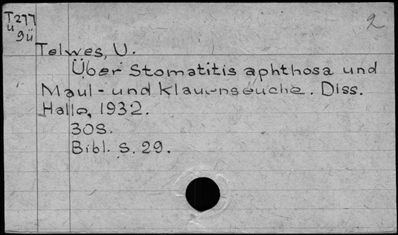 T277
ü
9ü
2
Telwes, U.
Über Stomatitis aphthosa und
Maul- und Klauenseuche. Diss.
Halle, 1932.
30S.
Bibl. S. 29.